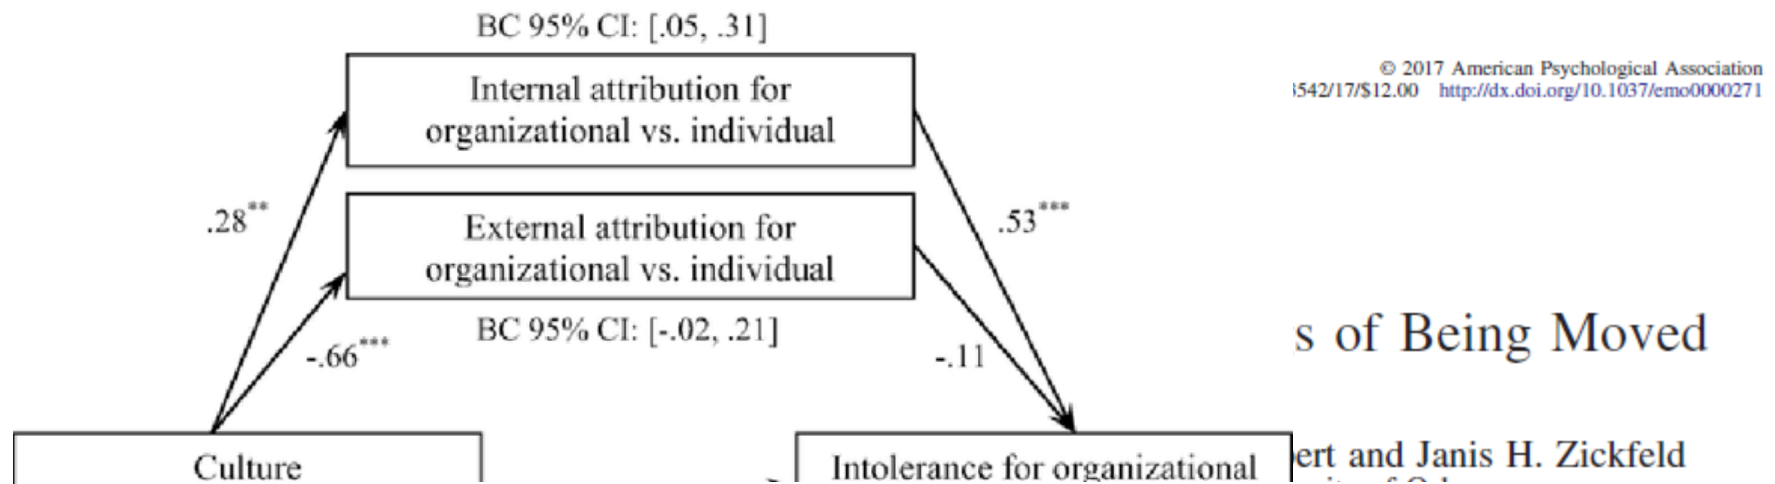 BC 95% CI: [.05, .31]
Internal attribution for
organizational vs. individual
.28**
.53***
External attribution for
organizational vs. individual
BC 95% CI: [-.02, .21]
-.66***
-.11
Culture
Intolerance for organizational
© 2017 American Psychological Association
542/17/$12.00 http://dx.doi.org/10.1037/emo0000271
s of Being Moved
ert and Janis H. Zickfeld